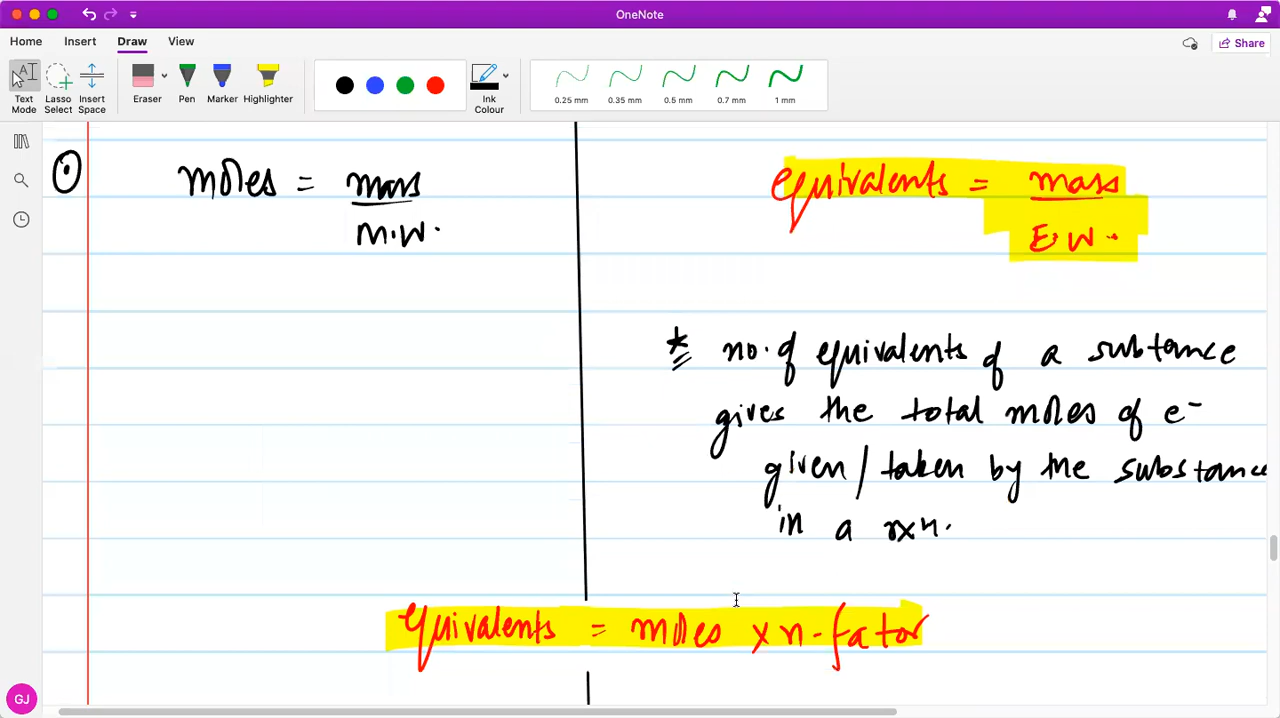 OneNote
Home Insert Draw View
Share
Text Mode
Lasso Select
Insert Space
Eraser
Pen
Marker
Highlighter
Ink Colour
0.25 mm
0.35 mm
0.5 mm
0.7 mm
1 mm
moles = mass
M.W.
equivalents = mass
E.W.
* no. of equivalents of a substance
gives the total moles of e-
given/taken by the substance
in a rxn.
equivalents = moles x n-factor
GJ